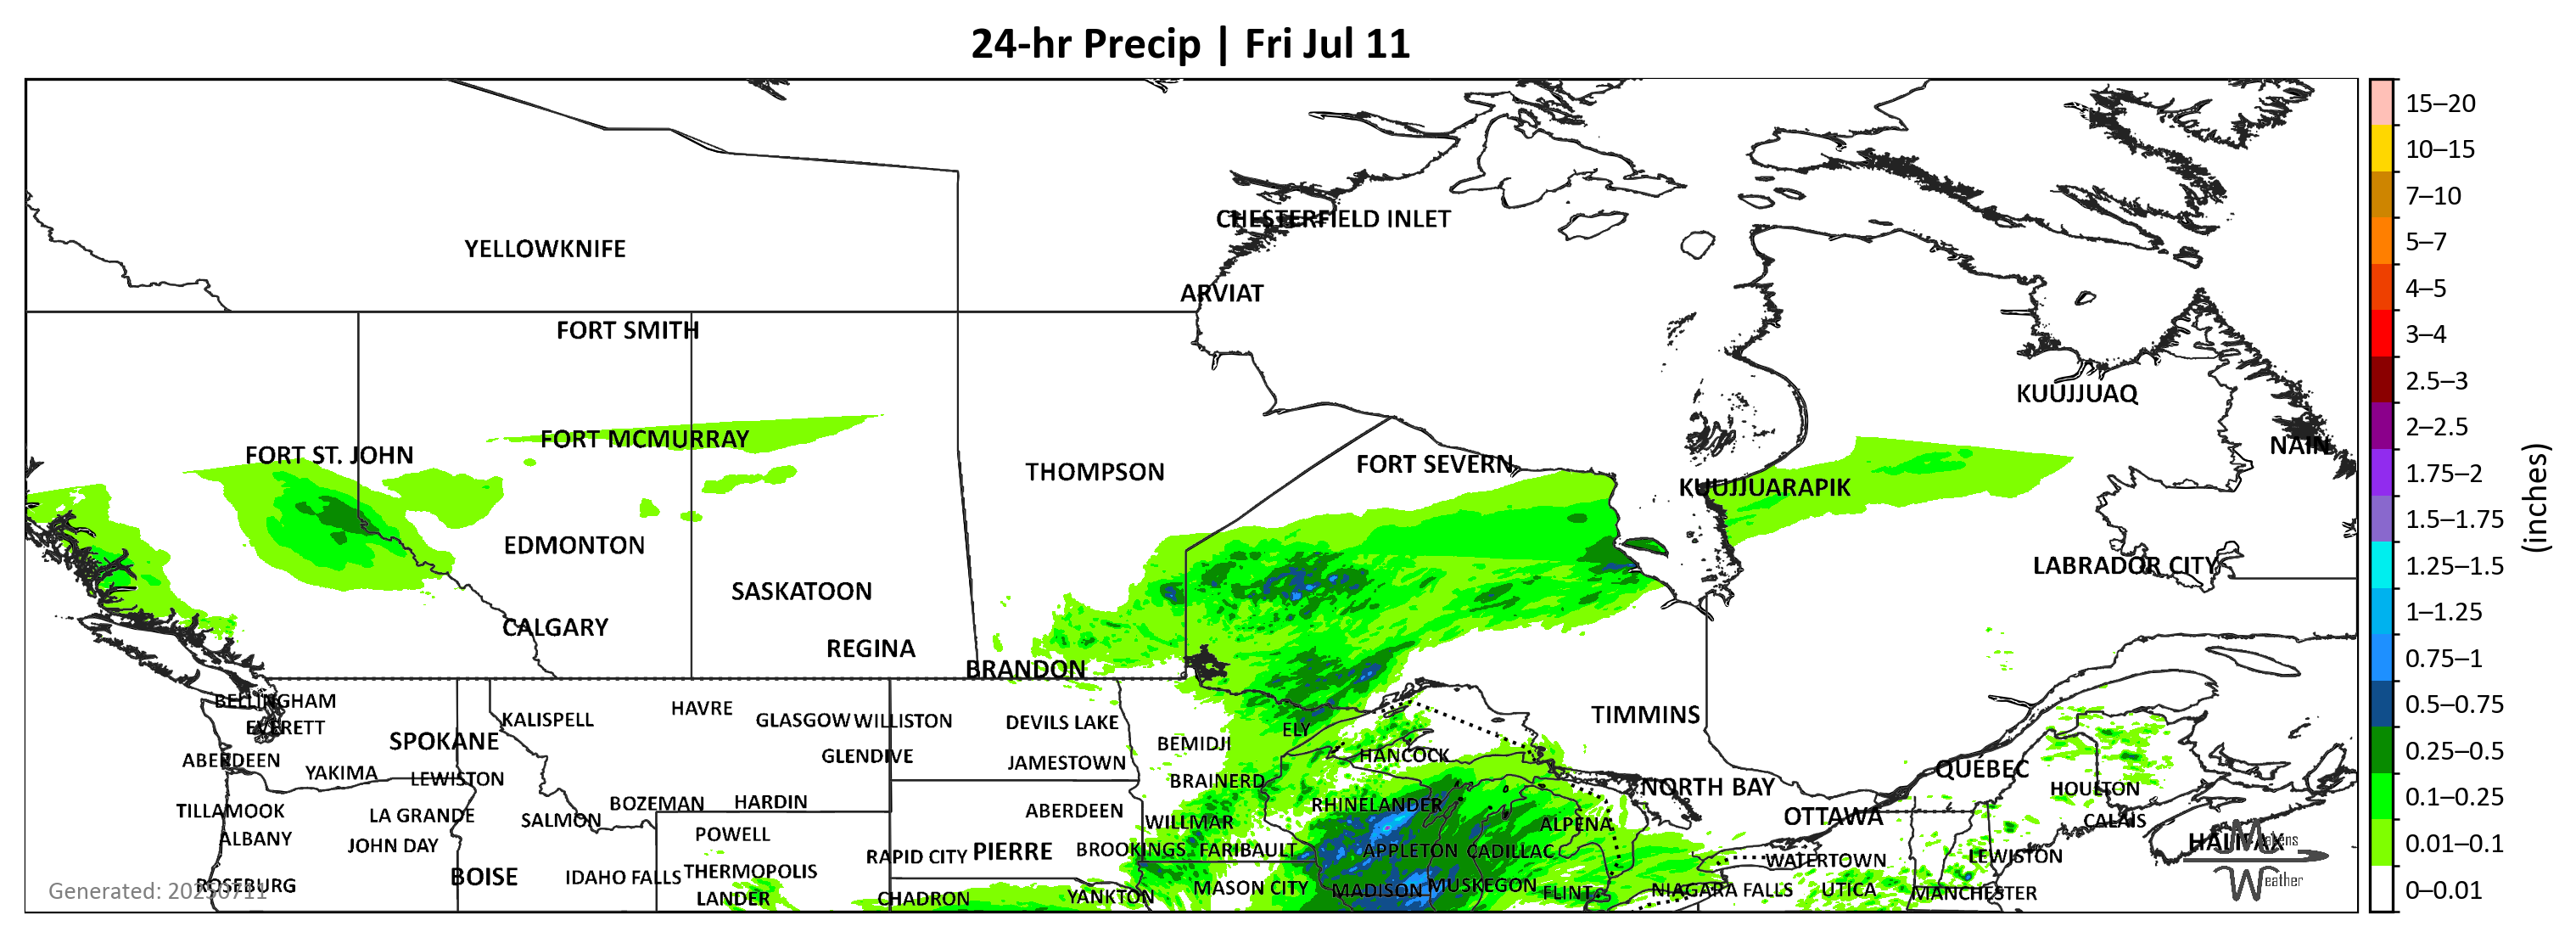 24-hr Precip | Fri Jul 11
CHESTERFIELD INLET
YELLOWKNIFE
ARVIAT
FORT SMITH
KUUJJUAQ
FORT MCMURRAY
NAIN
FORT ST. JOHN
THOMPSON
FORT SEVERN
KUUJJUARAPIK
EDMONTON
LABRADOR CITY
SASKATOON
CALGARY
REGINA
BRANDON
BELLINGHAM
HAVRE
KALISPELL
GLASGOW
WILLISTON
DEVILS LAKE
TIMMINS
EVERETT
ELY
SPOKANE
BEMIDJI
GLENDIVE
HANCOCK
ABERDEEN
JAMESTOWN
QUÉBEC
YAKIMA
LEWISTON
BRAINERD
NORTH BAY
HOULTON
BOZEMAN
HARDIN
RHINELANDER
TILLAMOOK
LA GRANDE
SALMON
ABERDEEN
WILLMAR
ALPENA
OTTAWA
CALAIS
ALBANY
JOHN DAY
POWELL
HALIFAX
RAPID CITY
PIERRE
BROOKINGS
FARIBAULT
APPLETON
CADILLAC
WATERTOWN
LEWISTON
BOISE
IDAHO FALLS
THERMOPOLIS
ROSEBURG
LANDER
CHADRON
YANKTON
MASON CITY
MADISON
MUSKEGON
FLINT
NIAGARA FALLS
UTICA
MANCHESTER
Generated: 20250711
Weather
15–20
10–15
7–10
5–7
4–5
3–4
2.5–3
2–2.5
1.75–2
1.5–1.75
1.25–1.5
1–1.25
0.75–1
0.5–0.75
0.25–0.5
0.1–0.25
0.01–0.1
0–0.01
(inches)